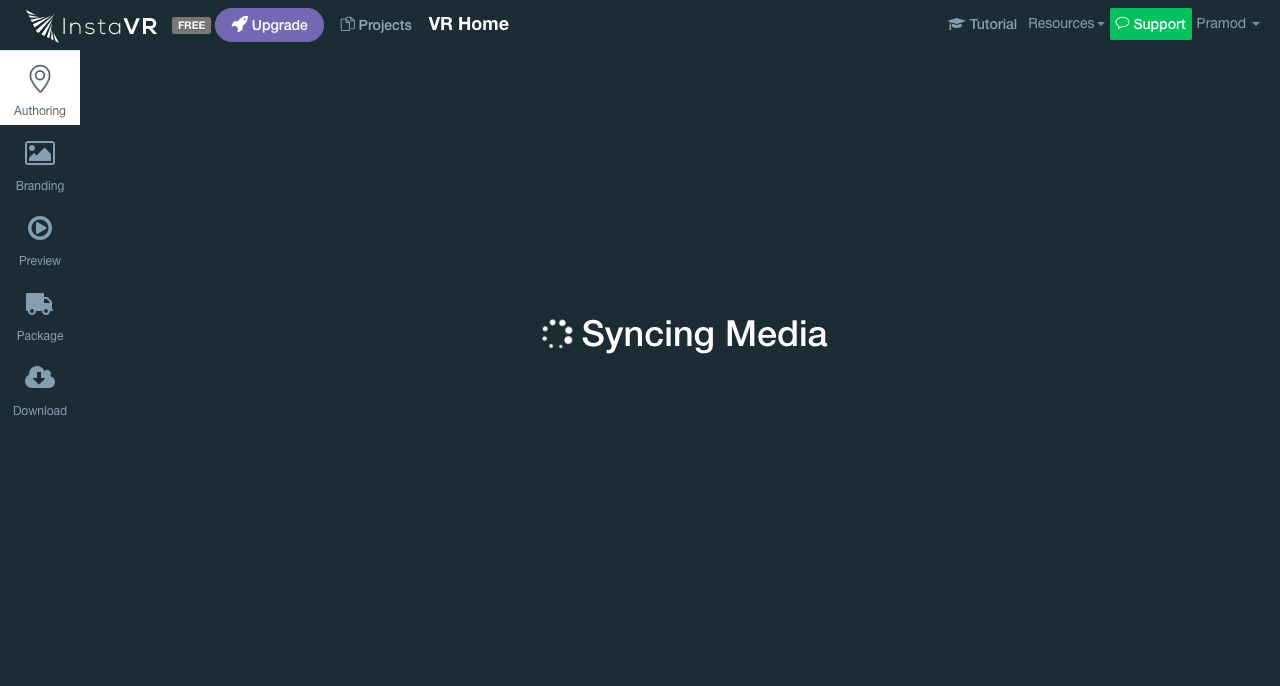 InstaVR FREE Upgrade Projects VR Home Tutorial Resources Support Pramod
Authoring
Branding
Preview
Package
Download
Syncing Media